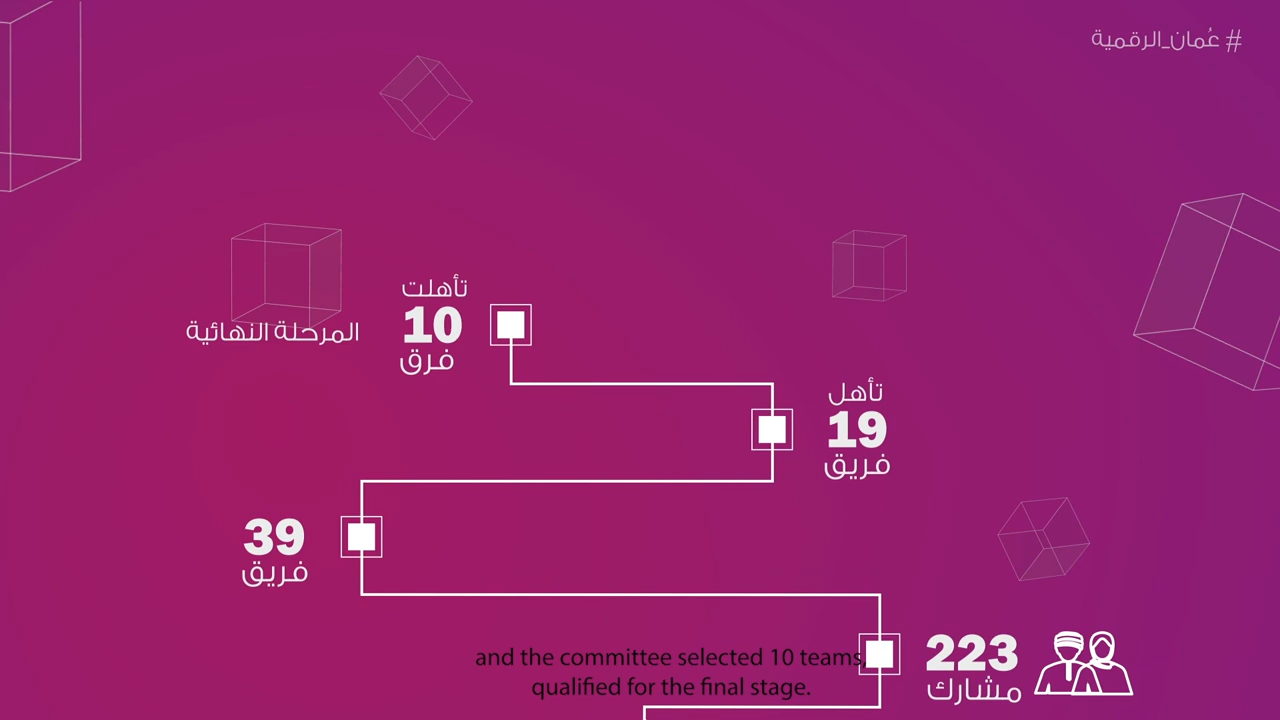 # عُمان_الرقمية
تأهلت
10
فرق
المرحلة النهائية
تأهل
19
فريق
39
فريق
223
مشارك
and the committee selected 10 teams,
qualified for the final stage.